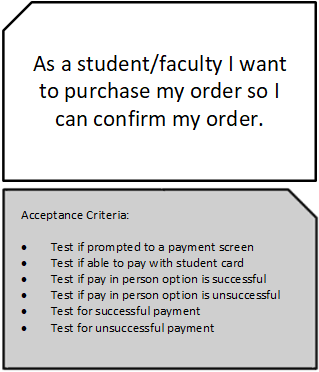 As a student/faculty I want
to purchase my order so I
can confirm my order.
Acceptance Criteria:
• Test if prompted to a payment screen
• Test if able to pay with student card
• Test if pay in person option is successful
• Test if pay in person option is unsuccessful
• Test for successful payment
• Test for unsuccessful payment